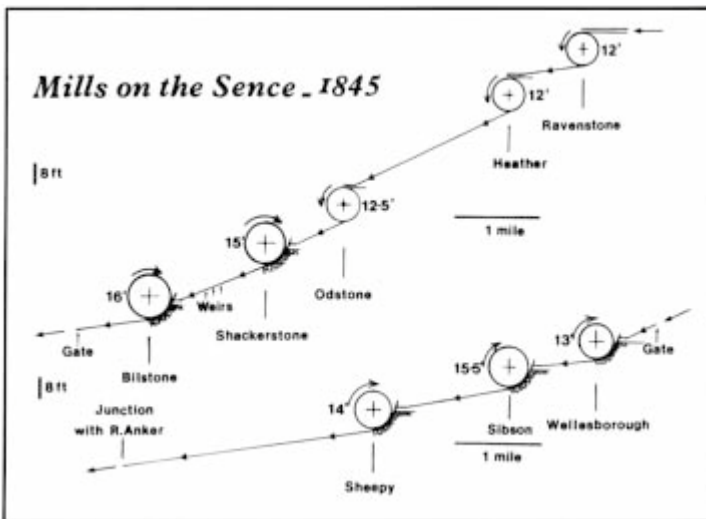 Mills on the Sence - 1845
12'
12'
Ravenstone
Heather
8 ft
12·5'
1 mile
15'
Odstone
16'
Weirs
Shackerstone
Gate
Bilstone
13'
Gate
8 ft
15·5'
Junction
with R.Anker
14'
Sibson
Wellesborough
1 mile
Sheepy